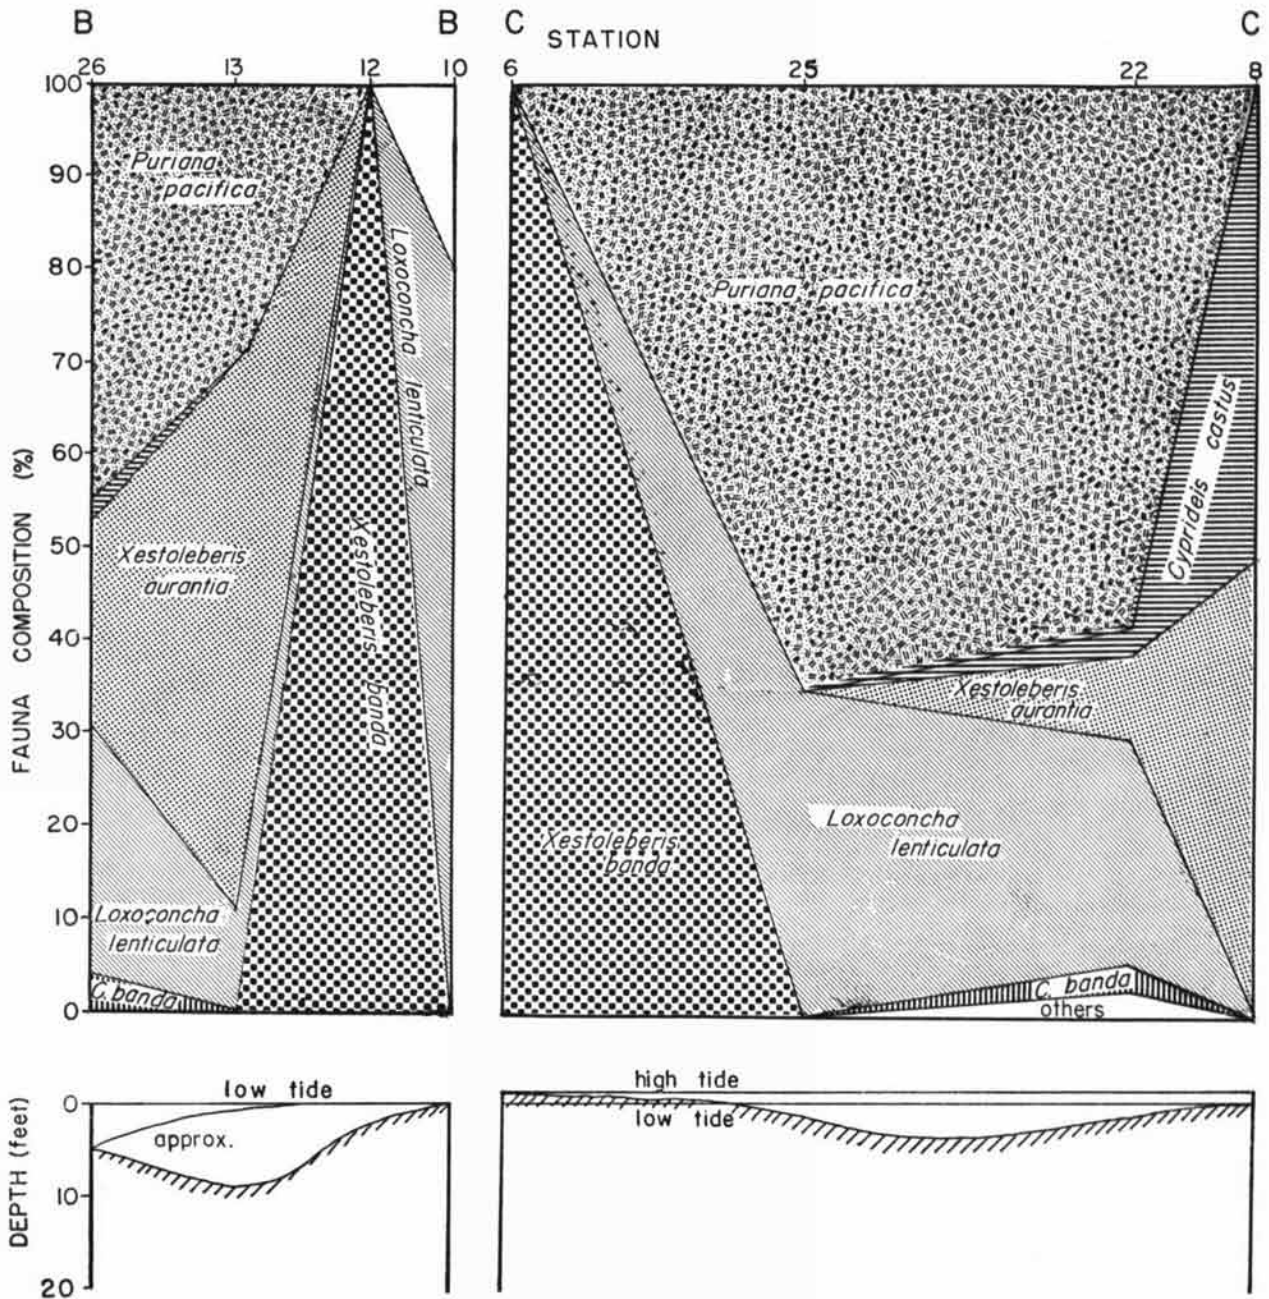 B
B
C
C
STATION
26
13
12
10
6
25
22
8
100
90
80
70
60
50
40
30
20
10
0
FAUNA COMPOSITION (%)
Puriana
pacifica
Xestoleberis
aurantia
Loxoconcha
lenticulata
C. banda
Xestoleberis banda
Loxoconcha lenticulata
Puriana pacifica
Cyprideis castus
Xestoleberis
aurantia
Xestoleberis
banda
Loxoconcha
lenticulata
C. banda
others
low tide
approx.
high tide
low tide
0
10
20
DEPTH (feet)